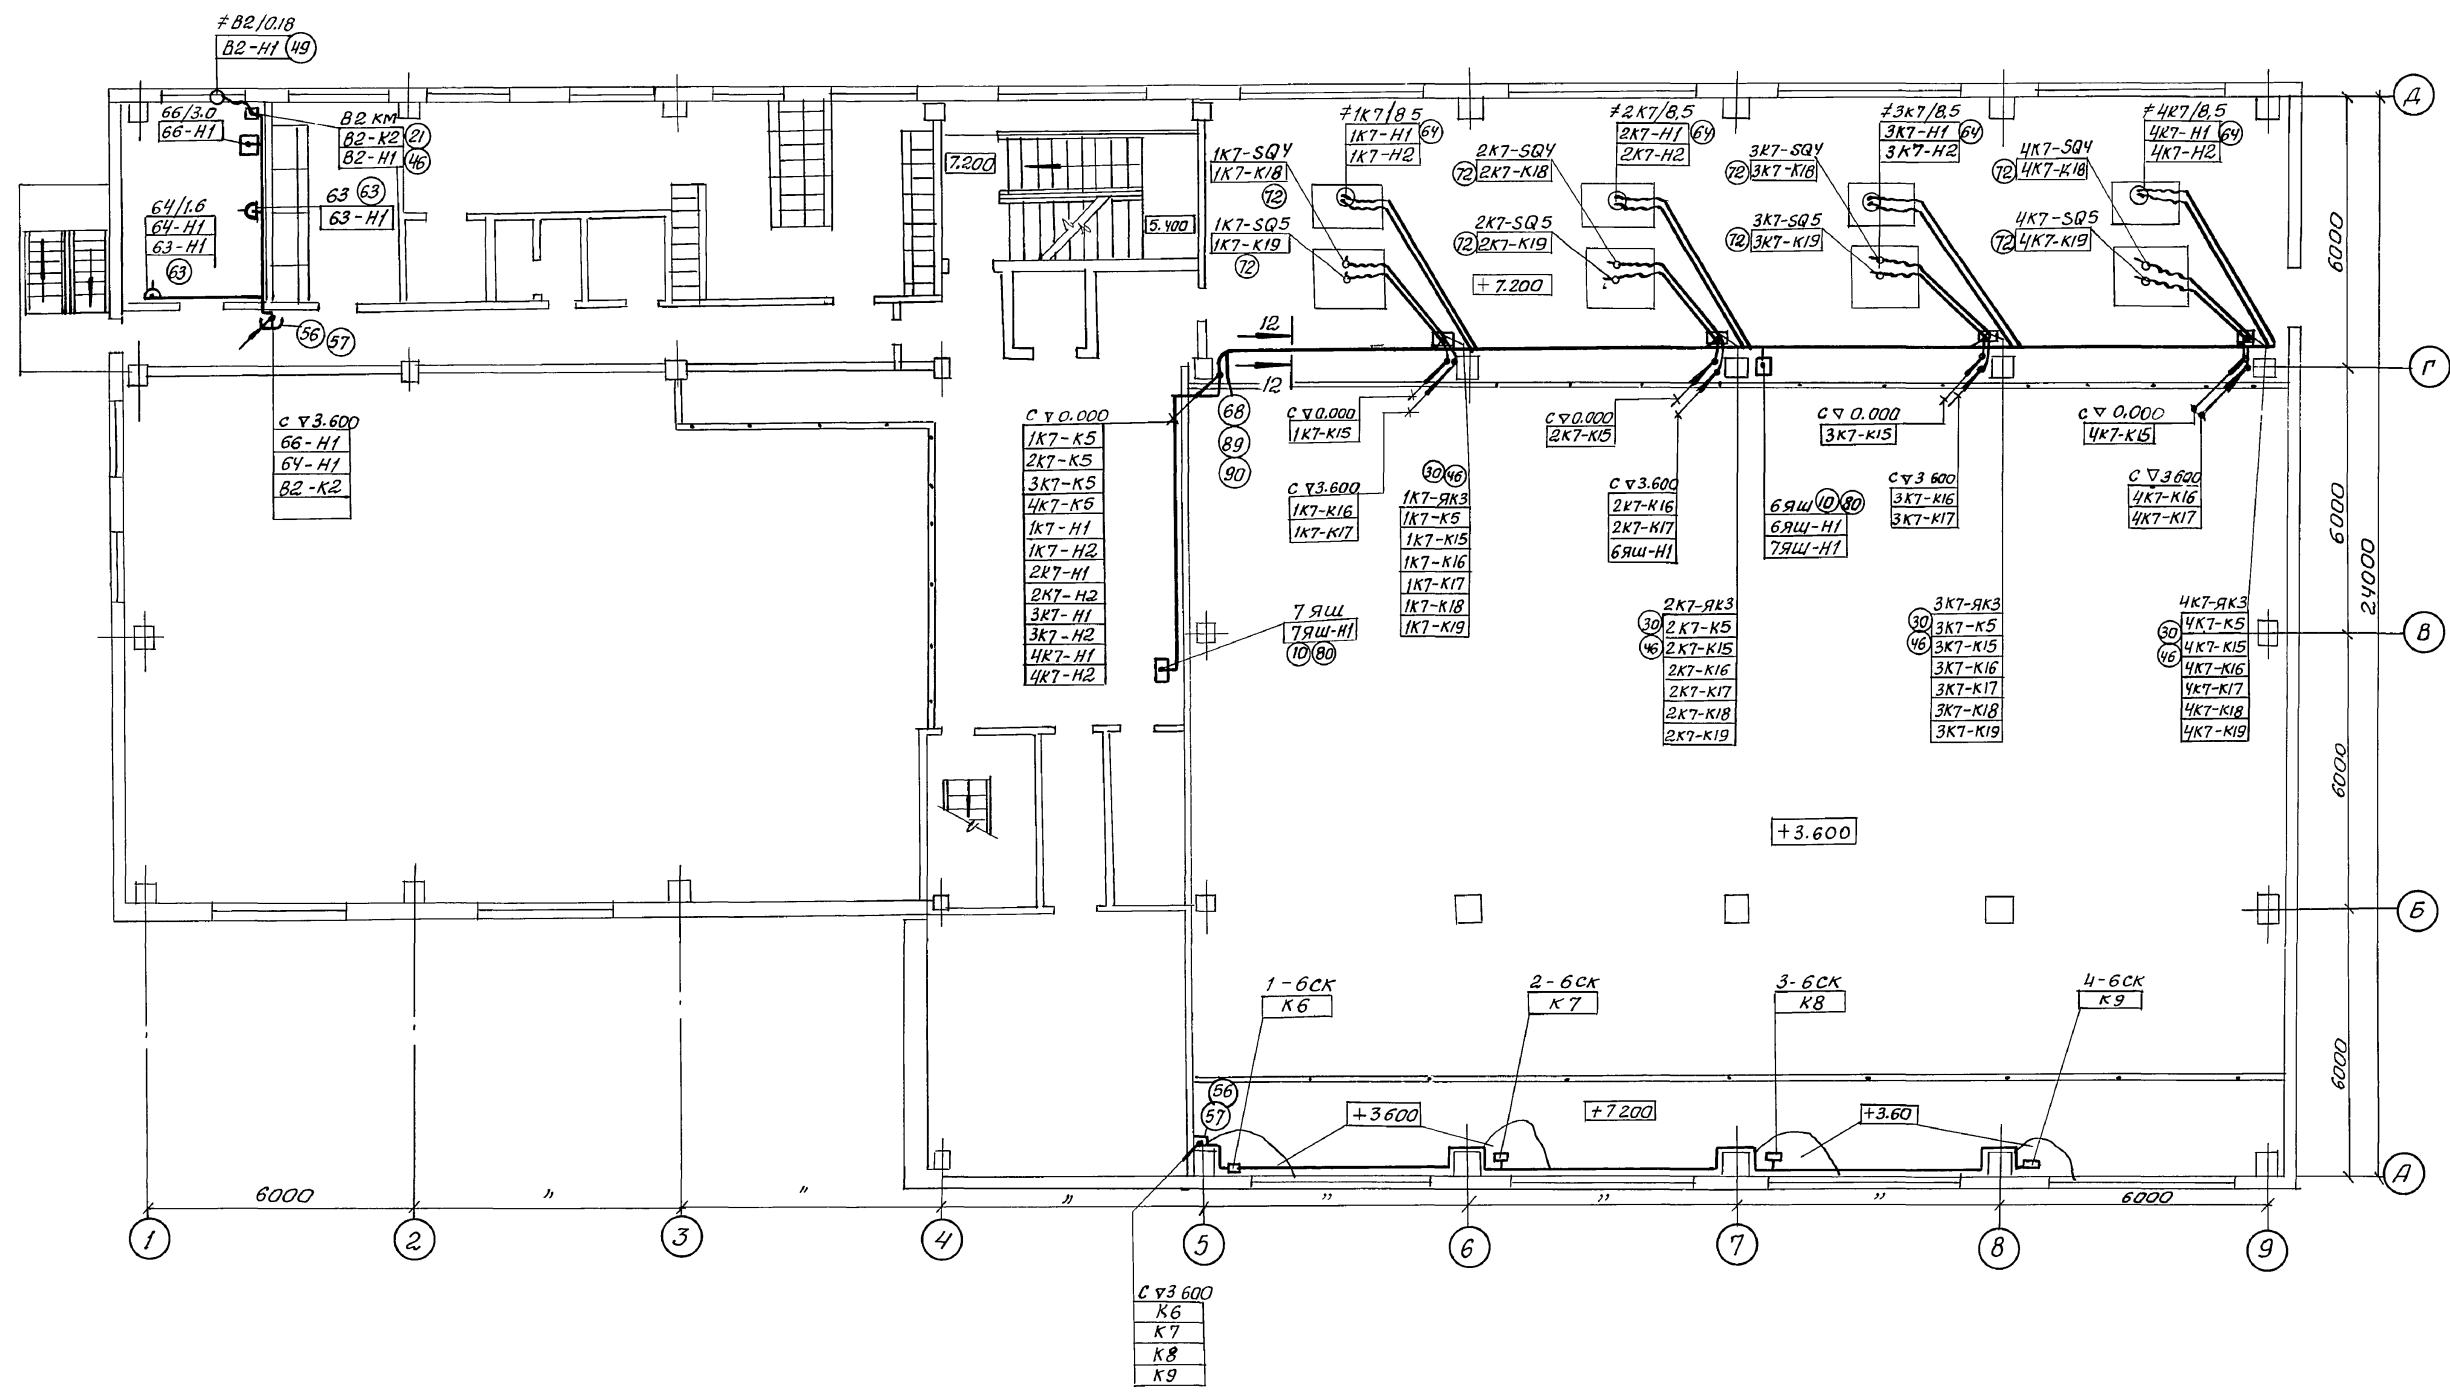 ≠В2/0.18
В2-Н1 49
66/3.0
66-Н1
В2 КМ
В2-К2 21
В2-Н1 46
64/1.6
64-Н1
63-Н1
63
63 63
63-Н1
56 57
С ▽3.600
66-Н1
64-Н1
В2-К2
7.200
5.400
≠1К7/8.5
1К7-Н1 64
1К7-Н2
1К7-SQ4
1К7-К18
72
1К7-SQ5
1К7-К19
72
≠2К7/8,5
2К7-Н1 64
2К7-Н2
2К7-SQ4
72 2К7-К18
2К7-SQ5
72 2К7-К19
+7.200
≠3К7/8.5
3К7-Н1 64
3К7-Н2
3К7-SQ4
72 3К7-К18
3К7-SQ5
72 3К7-К19
≠4К7/8,5
4К7-Н1 64
4К7-Н2
4К7-SQ4
72 4К7-К18
4К7-SQ5
72 4К7-К19
12
12
68
89
90
С ▽0.000
1К7-К5
2К7-К5
3К7-К5
4К7-К5
1К7-Н1
1К7-Н2
2К7-Н1
2К7-Н2
3К7-Н1
3К7-Н2
4К7-Н1
4К7-Н2
С ▽0.000
1К7-К15
С ▽3.600
1К7-К16
1К7-К17
30 46
1К7-ЯК3
1К7-К5
1К7-К15
1К7-К16
1К7-К17
1К7-К18
1К7-К19
7 ЯШ
7ЯШ-Н1
10 80
С ▽0.000
2К7-К15
С ▽3.600
2К7-К16
2К7-К17
6ЯШ-Н1
2К7-ЯК3
30 2К7-К5
46 2К7-К15
2К7-К16
2К7-К17
2К7-К18
2К7-К19
6ЯШ 10 80
6ЯШ-Н1
7ЯШ-Н1
С ▽0.000
3К7-К15
С ▽3 600
3К7-К16
3К7-К17
3К7-ЯК3
30 3К7-К5
46 3К7-К15
3К7-К16
3К7-К17
3К7-К18
3К7-К19
С ▽0.000
4К7-К15
С ▽3 600
4К7-К16
4К7-К17
4К7-ЯК3
30 4К7-К5
46 4К7-К15
4К7-К16
4К7-К17
4К7-К18
4К7-К19
+3.600
1-6СК
К6
2-6СК
К7
3-6СК
К8
4-6СК
К9
56
57
+3600
+7200
+3.60
С ▽3 600
К6
К7
К8
К9
6000
"
"
"
"
"
"
6000
1
2
3
4
5
6
7
8
9
6000
6000
6000
6000
24000
Д
Г
В
Б
А